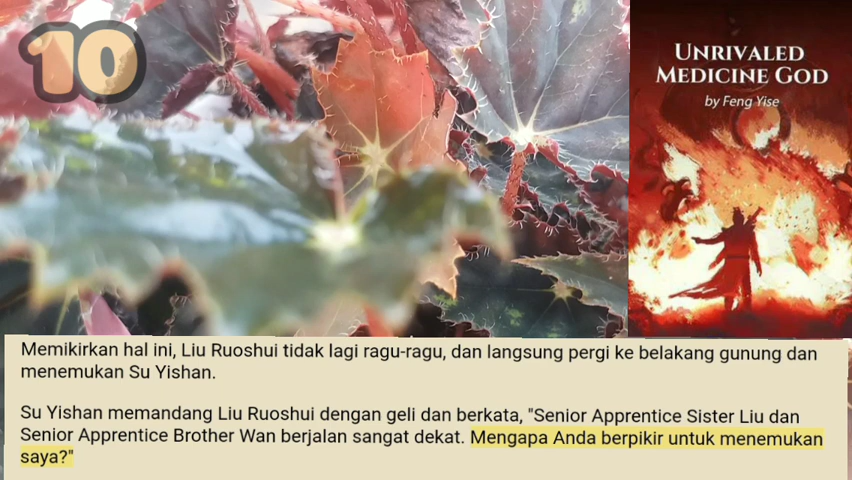 10
UNRIVALED
MEDICINE GOD
by Feng Yise
Memikirkan hal ini, Liu Ruoshui tidak lagi ragu-ragu, dan langsung pergi ke belakang gunung dan
menemukan Su Yishan.
Su Yishan memandang Liu Ruoshui dengan geli dan berkata, "Senior Apprentice Sister Liu dan
Senior Apprentice Brother Wan berjalan sangat dekat. Mengapa Anda berpikir untuk menemukan
saya?"